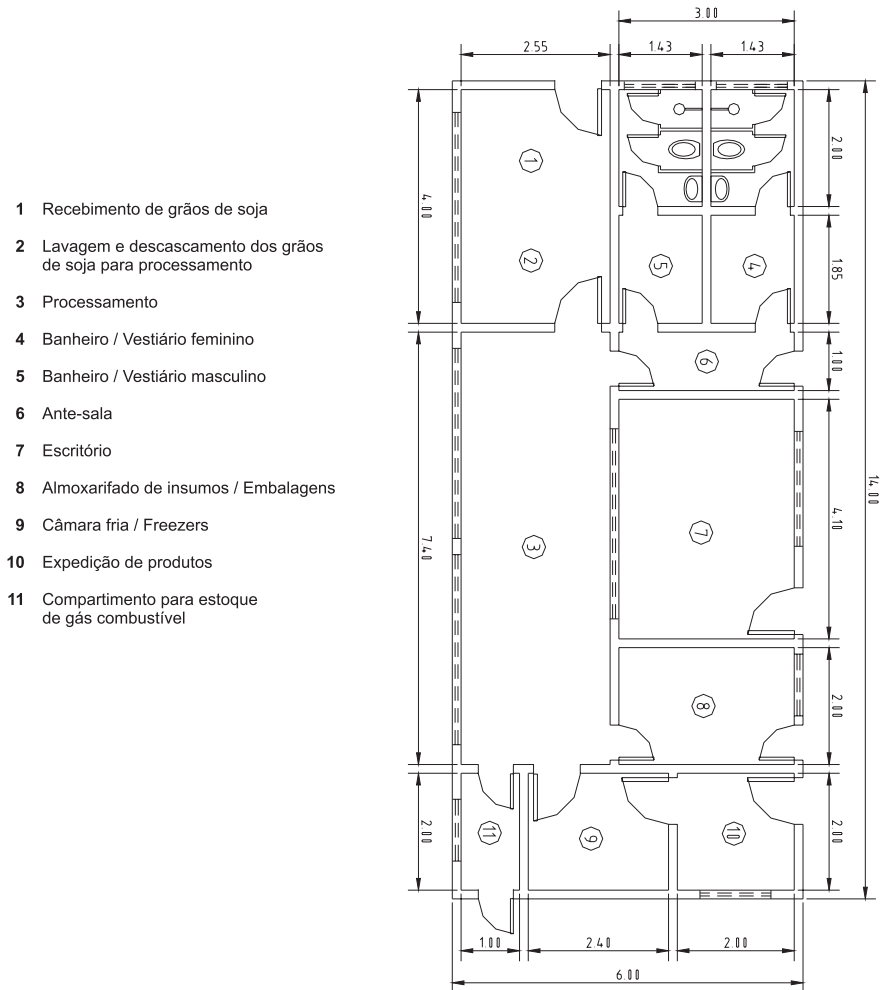 1 Recebimento de grãos de soja
2 Lavagem e descascamento dos grãos
de soja para processamento
3 Processamento
4 Banheiro / Vestiário feminino
5 Banheiro / Vestiário masculino
6 Ante-sala
7 Escritório
8 Almoxarifado de insumos / Embalagens
9 Câmara fria / Freezers
10 Expedição de produtos
11 Compartimento para estoque
de gás combustível
3.00
2.55
1.43
1.43
4.00
2.00
1
2
5
4
1.85
6
1.00
7.40
3
7
4.10
14.00
8
2.00
2.00
11
9
10
2.00
1.00
2.40
2.00
6.00